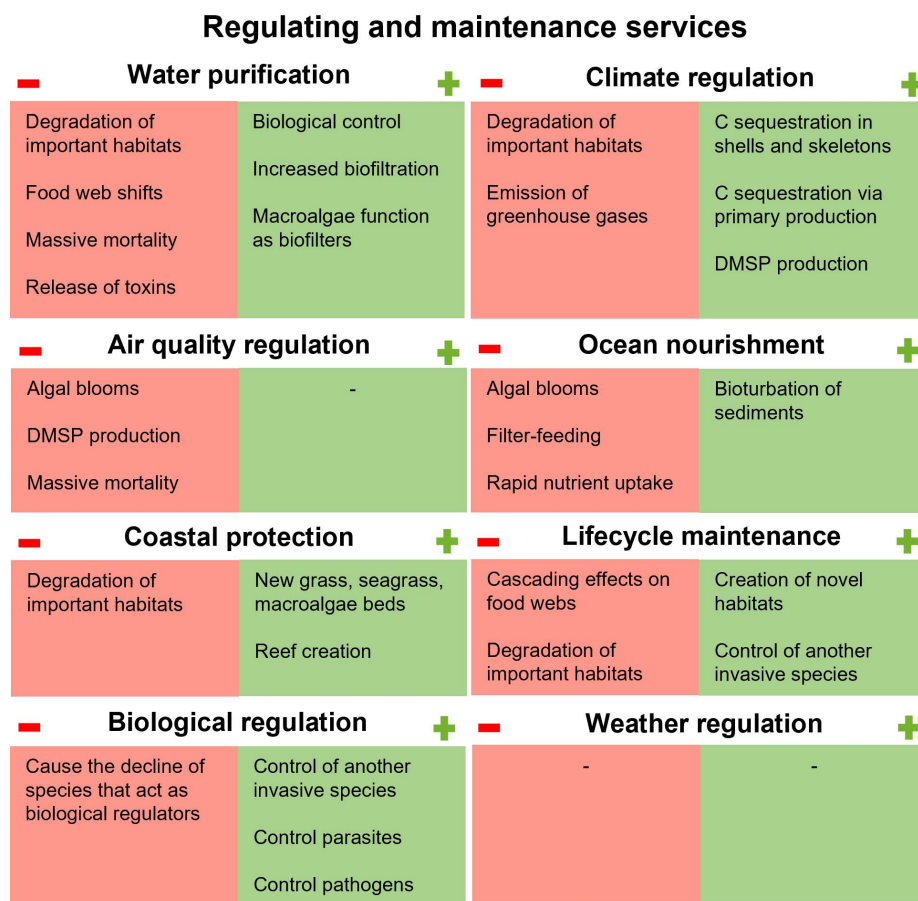 Regulating and maintenance services
Water purification
Degradation of
important habitats
Food web shifts
Massive mortality
Release of toxins
Biological control
Increased biofiltration
Macroalgae function
as biofilters
Climate regulation
Degradation of
important habitats
Emission of
greenhouse gases
C sequestration in
shells and skeletons
C sequestration via
primary production
DMSP production
Air quality regulation
Algal blooms
DMSP production
Massive mortality
-
Ocean nourishment
Algal blooms
Filter-feeding
Rapid nutrient uptake
Bioturbation of
sediments
Coastal protection
Degradation of
important habitats
New grass, seagrass,
macroalgae beds
Reef creation
Lifecycle maintenance
Cascading effects on
food webs
Degradation of
important habitats
Creation of novel
habitats
Control of another
invasive species
Biological regulation
Cause the decline of
species that act as
biological regulators
Control of another
invasive species
Control parasites
Control pathogens
Weather regulation
-
-